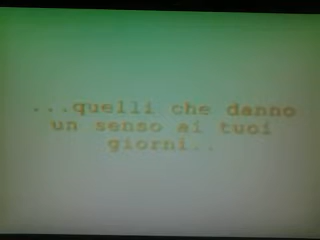 ...quelli che danno
un senso ai tuoi
giorni..